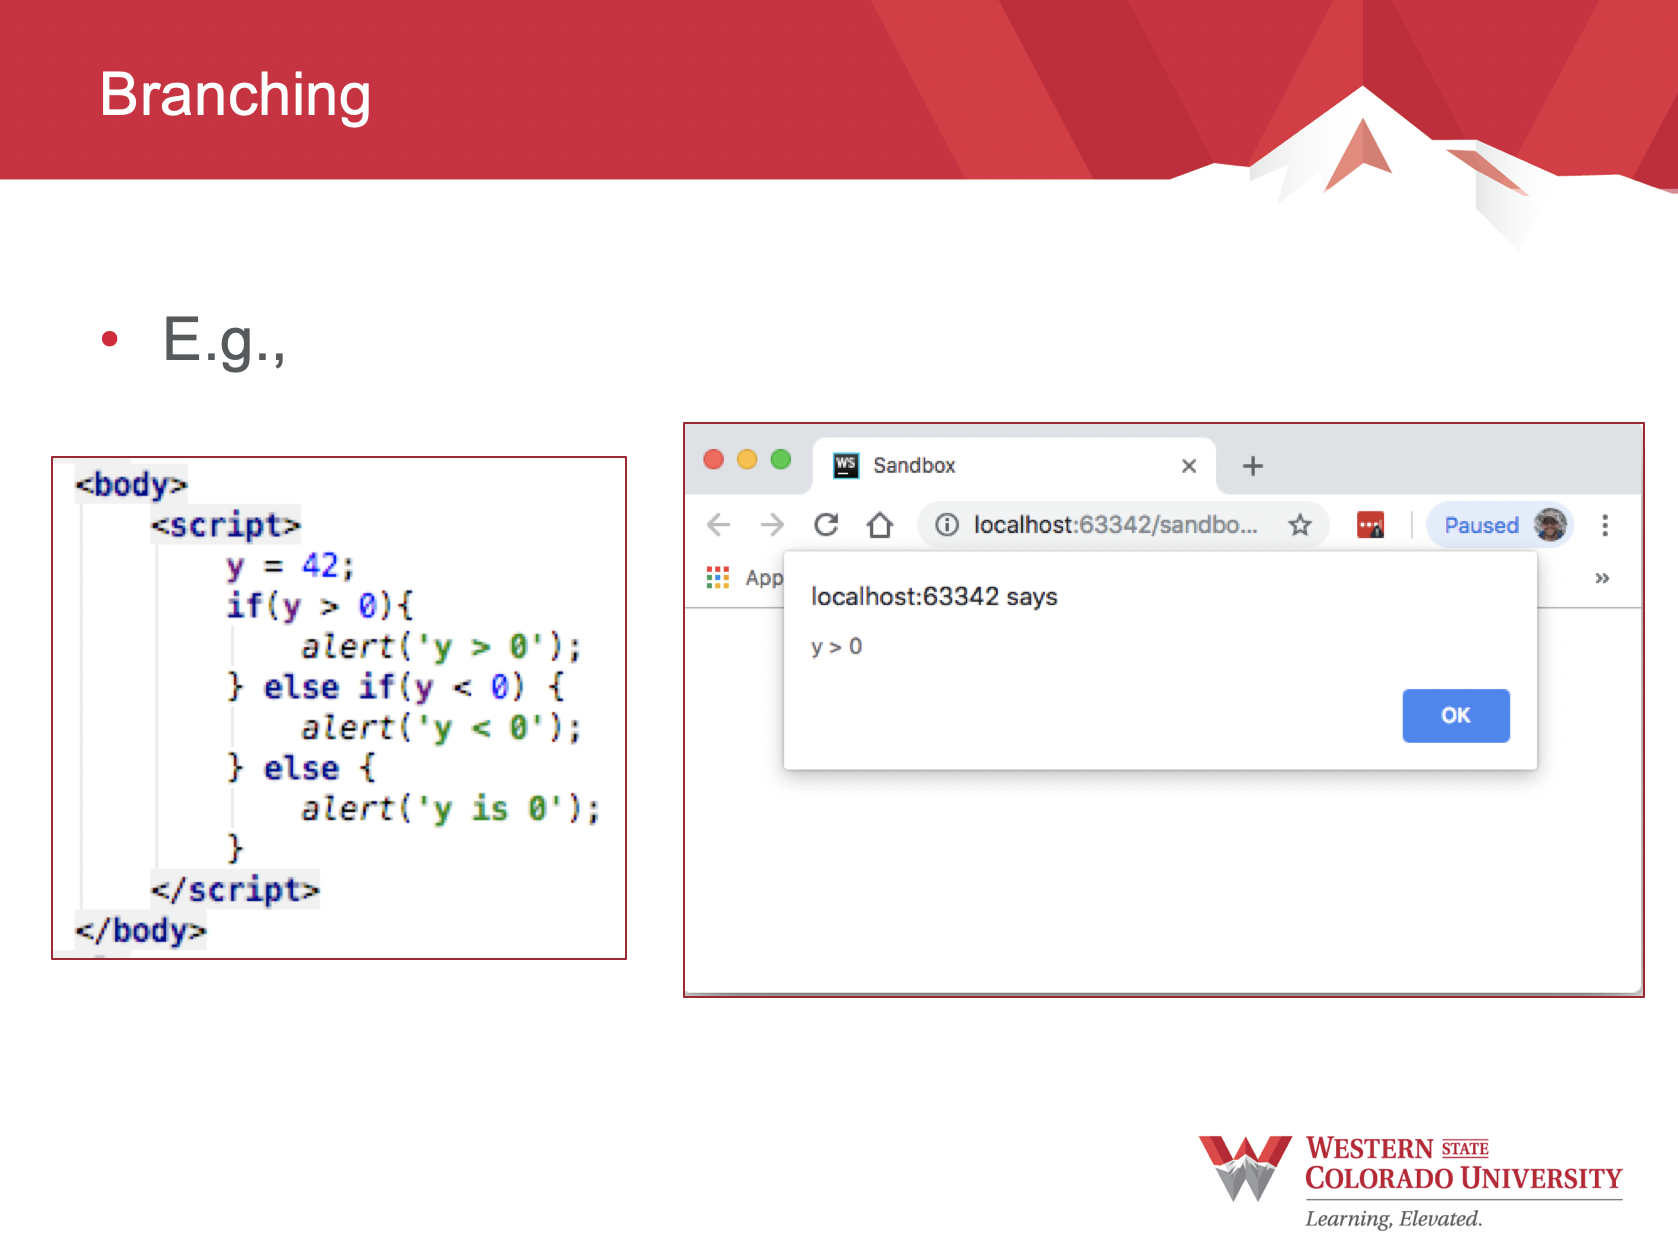 Branching
• E.g.,
<body>
<script>
y = 42;
if(y > 0){
alert('y > 0');
} else if(y < 0) {
alert('y < 0');
} else {
alert('y is 0');
}
</script>
</body>
WS Sandbox
localhost:63342/sandbo...
Paused
App
»
localhost:63342 says
y > 0
OK
WESTERN STATE
COLORADO UNIVERSITY
Learning, Elevated.